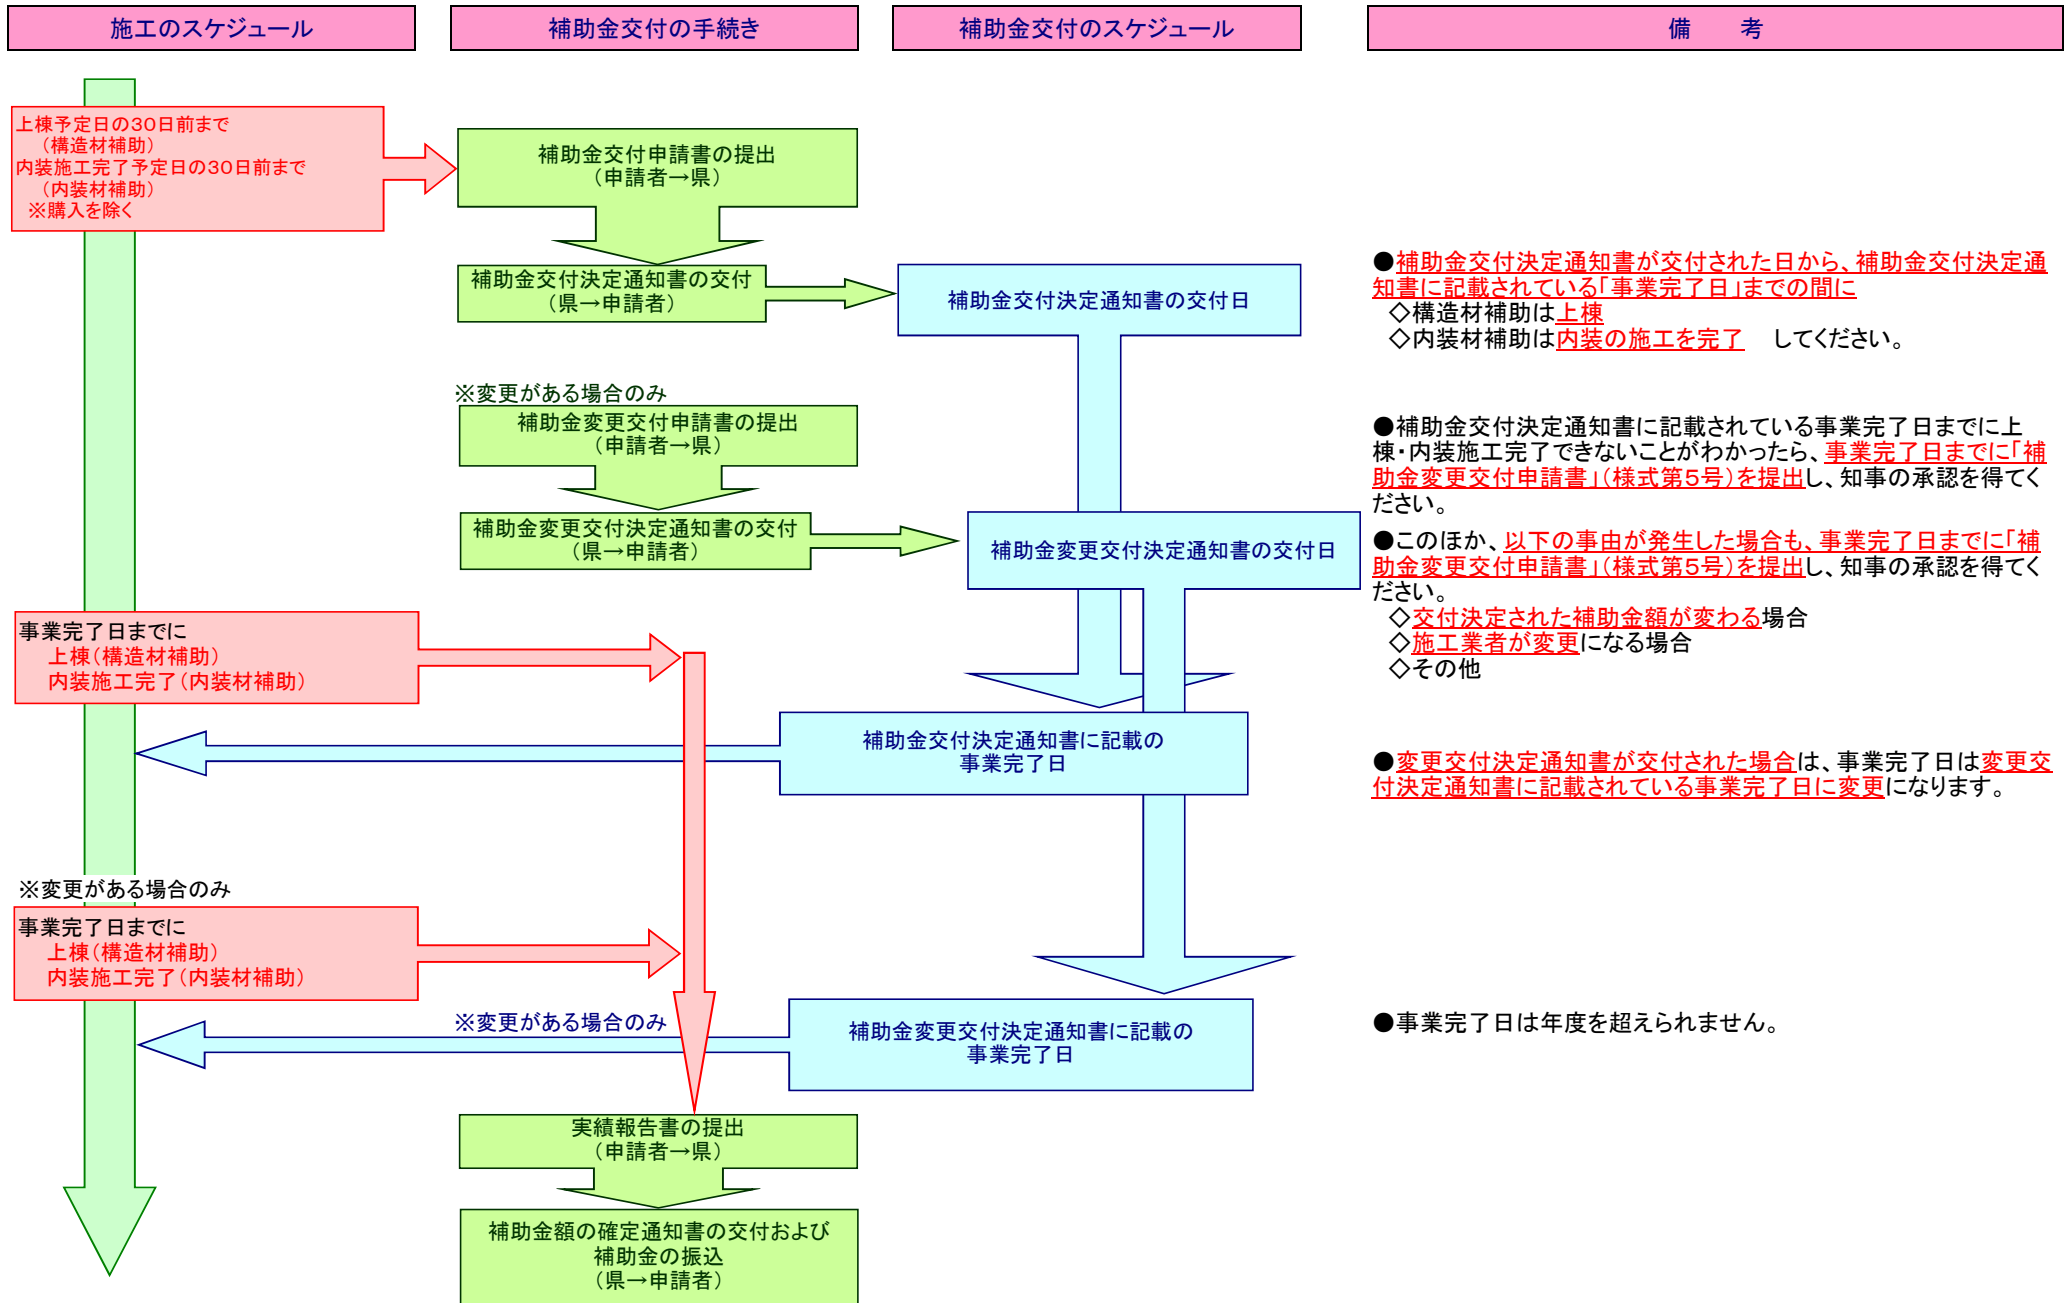 施工のスケジュール
補助金交付の手続き
補助金交付のスケジュール
備　　考
上棟予定日の30日前まで
（構造材補助）
内装施工完了予定日の30日前まで
（内装材補助）
※購入を除く
補助金交付申請書の提出
（申請者→県）
補助金交付決定通知書の交付
（県→申請者）
補助金交付決定通知書の交付日
●補助金交付決定通知書が交付された日から、補助金交付決定通
知書に記載されている「事業完了日」までの間に
◇構造材補助は上棟
◇内装材補助は内装の施工を完了　してください。
※変更がある場合のみ
補助金変更交付申請書の提出
（申請者→県）
補助金変更交付決定通知書の交付
（県→申請者）
補助金変更交付決定通知書の交付日
●補助金交付決定通知書に記載されている事業完了日までに上
棟・内装施工完了できないことがわかったら、事業完了日までに「補
助金変更交付申請書」（様式第5号）を提出し、知事の承認を得てく
ださい。
●このほか、以下の事由が発生した場合も、事業完了日までに「補
助金変更交付申請書」（様式第5号）を提出し、知事の承認を得てく
ださい。
◇交付決定された補助金額が変わる場合
◇施工業者が変更になる場合
◇その他
事業完了日までに
上棟（構造材補助）
内装施工完了（内装材補助）
補助金交付決定通知書に記載の
事業完了日
●変更交付決定通知書が交付された場合は、事業完了日は変更交
付決定通知書に記載されている事業完了日に変更になります。
※変更がある場合のみ
事業完了日までに
上棟（構造材補助）
内装施工完了（内装材補助）
※変更がある場合のみ
補助金変更交付決定通知書に記載の
事業完了日
●事業完了日は年度を超えられません。
実績報告書の提出
（申請者→県）
補助金額の確定通知書の交付および
補助金の振込
（県→申請者）